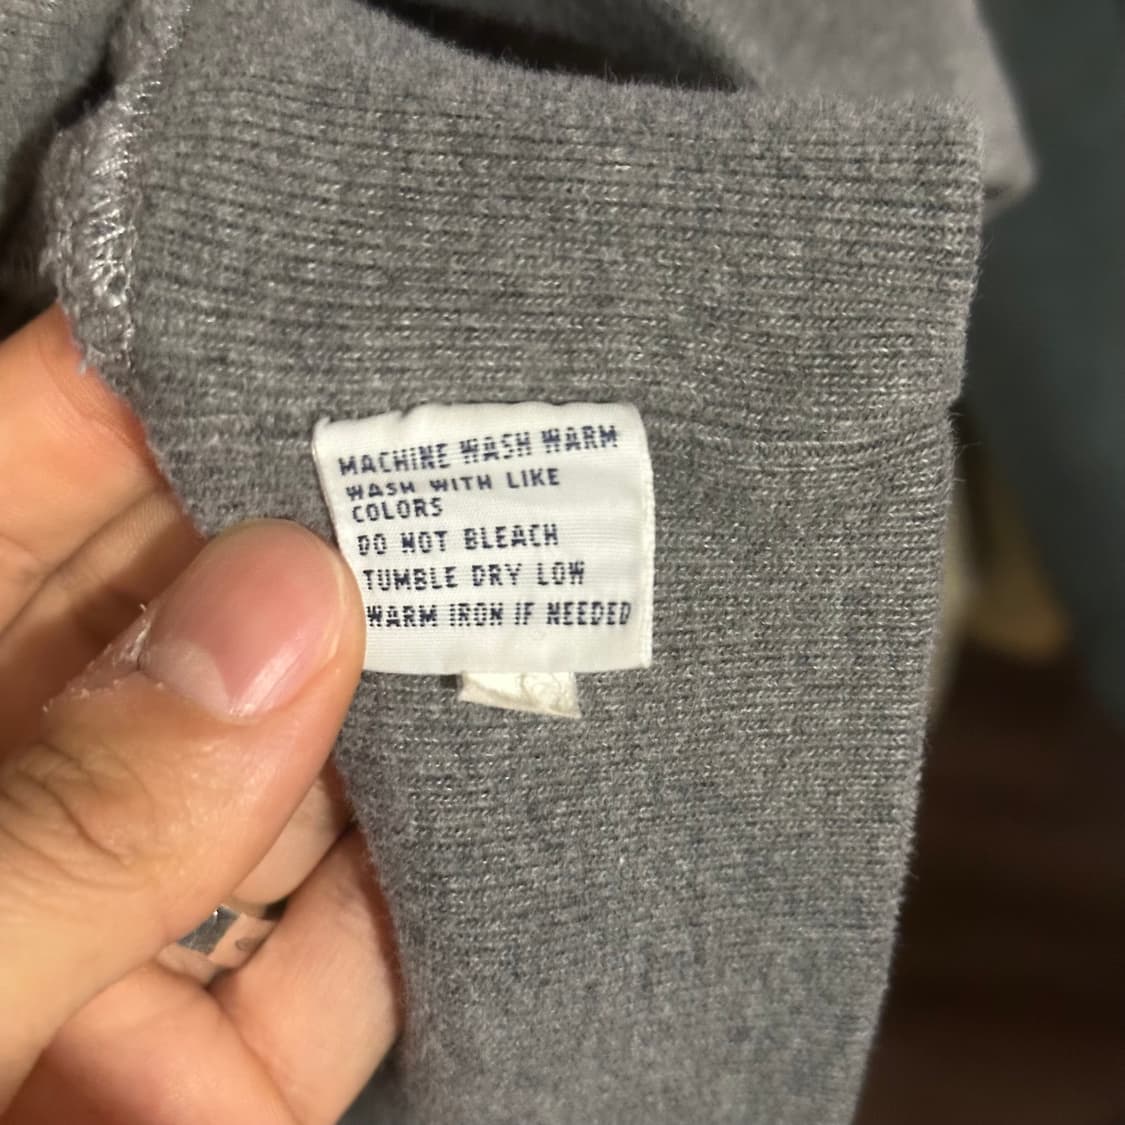 MACHINE WASH WARM
WASH WITH LIKE
COLORS
DO NOT BLEACH
TUMBLE DRY LOW
WARM IRON IF NEEDED